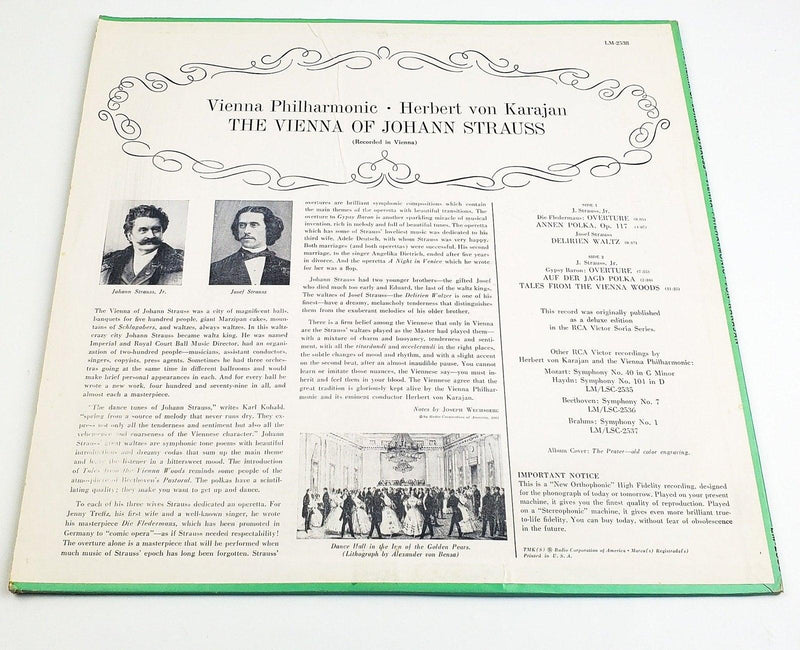 LM-2538
Vienna Philharmonic • Herbert von Karajan
THE VIENNA OF JOHANN STRAUSS
(Recorded in Vienna)
Johann Strauss, Jr.
Josef Strauss
The Vienna of Johann Strauss was a city of magnificent balls,
banquets for five hundred people, giant Marzipan cakes, moun-
tains of Schlagobers, and waltzes, always waltzes. In this waltz-
crazy city Johann Strauss became waltz king. He was named
Imperial and Royal Court Ball Music Director, had an organi-
zation of two-hundred people—musicians, assistant conductors,
singers, copyists, press agents. Sometimes he had three orches-
tras going at the same time in different ballrooms and would
make brief personal appearances in each. And for every ball he
wrote a new work, four hundred and seventy-nine in all, and
almost each a masterpiece.
"The dance tunes of Johann Strauss," writes Karl Kobald,
"spring from a source of melody that never runs dry. They ex-
press not only all the tenderness and sentiment but also all the
vehemence and coarseness of the Viennese character." Johann
Strauss' great waltzes are symphonic tone poems with beautiful
introductions and dreamy codas that sum up the main theme
and leave the listener in a bittersweet mood. The introduction
of Tales from the Vienna Woods reminds some people of the
atmosphere of Beethoven's Pastoral. The polkas have a scintil-
lating quality; they make you want to get up and dance.
To each of his three wives Strauss dedicated an operetta. For
Jenny Treffz, his first wife and a well-known singer, he wrote
his masterpiece Die Fledermaus, which has been promoted in
Germany to "comic opera"—as if Strauss needed respectability!
The overture alone is a masterpiece that will be performed when
much music of Strauss' epoch has long been forgotten. Strauss'
overtures are brilliant symphonic compositions which contain
the main themes of the operetta with beautiful transitions. The
overture to Gypsy Baron is another sparkling miracle of musical
invention, rich in melody and full of beautiful tunes. The operetta
which has some of Strauss' loveliest music was dedicated to his
third wife, Adele Deutsch, with whom Strauss was very happy.
Both marriages (and both operettas) were successful. His second
marriage, to the singer Angelika Dietrich, ended after five years
in divorce. And the operetta A Night in Venice which he wrote
for her was a flop.
Johann Strauss had two younger brothers—the gifted Josef
who died much too early and Eduard, the last of the waltz kings.
The waltzes of Josef Strauss—the Delirien Waltzer is one of his
finest—have a dreamy, melancholy tenderness that distinguishes
them from the exuberant melodies of his older brother.
There is a firm belief among the Viennese that only in Vienna
are the Strauss' waltzes played as the Master had played them—
with a mixture of charm and buoyancy, tenderness and senti-
ment, with all the ritardandi and accelerandi in the right places,
the subtle changes of mood and rhythm, and with a slight accent
on the second beat, after an almost inaudible pause. You cannot
learn or imitate those nuances, the Viennese say—you must in-
herit and feel them in your blood. The Viennese agree that the
great tradition is gloriously kept alive by the Vienna Philhar-
monic and its eminent conductor Herbert von Karajan.
Notes by JOSEPH WECHSBERG
© by Radio Corporation of America, 1961
Dance Hall in the Inn of the Golden Pears.
(Lithograph by Alexander von Bensa)
SIDE 1
J. Strauss, Jr.
Die Fledermaus: OVERTURE
ANNEN POLKA, Op. 117
Josef Strauss
DELIRIEN WALTZ
SIDE 2
J. Strauss, Jr.
Gypsy Baron: OVERTURE
AUF DER JAGD POLKA
TALES FROM THE VIENNA WOODS
This record was originally published
as a deluxe edition
in the RCA Victor Soria Series.
Other RCA Victor recordings by
Herbert von Karajan and the Vienna Philharmonic:
Mozart: Symphony No. 40 in G Minor
Haydn: Symphony No. 104 in D
LM/LSC-2535
Beethoven: Symphony No. 7
LM/LSC-2536
Brahms: Symphony No. 1
LM/LSC-2537
Album Cover: The Prater—old color engraving.
IMPORTANT NOTICE
This is a "New Orthophonic" High Fidelity recording, designed
for the phonograph of today or tomorrow. Played on your present
machine, it gives you the finest quality of reproduction. Played
on a "Stereophonic" machine, it gives even more brilliant true-
to-life fidelity. You can buy today, without fear of obsolescence
in the future.
TMK(S) ® Radio Corporation of America • Marca(s) Registrada(s)
Printed in U. S. A.